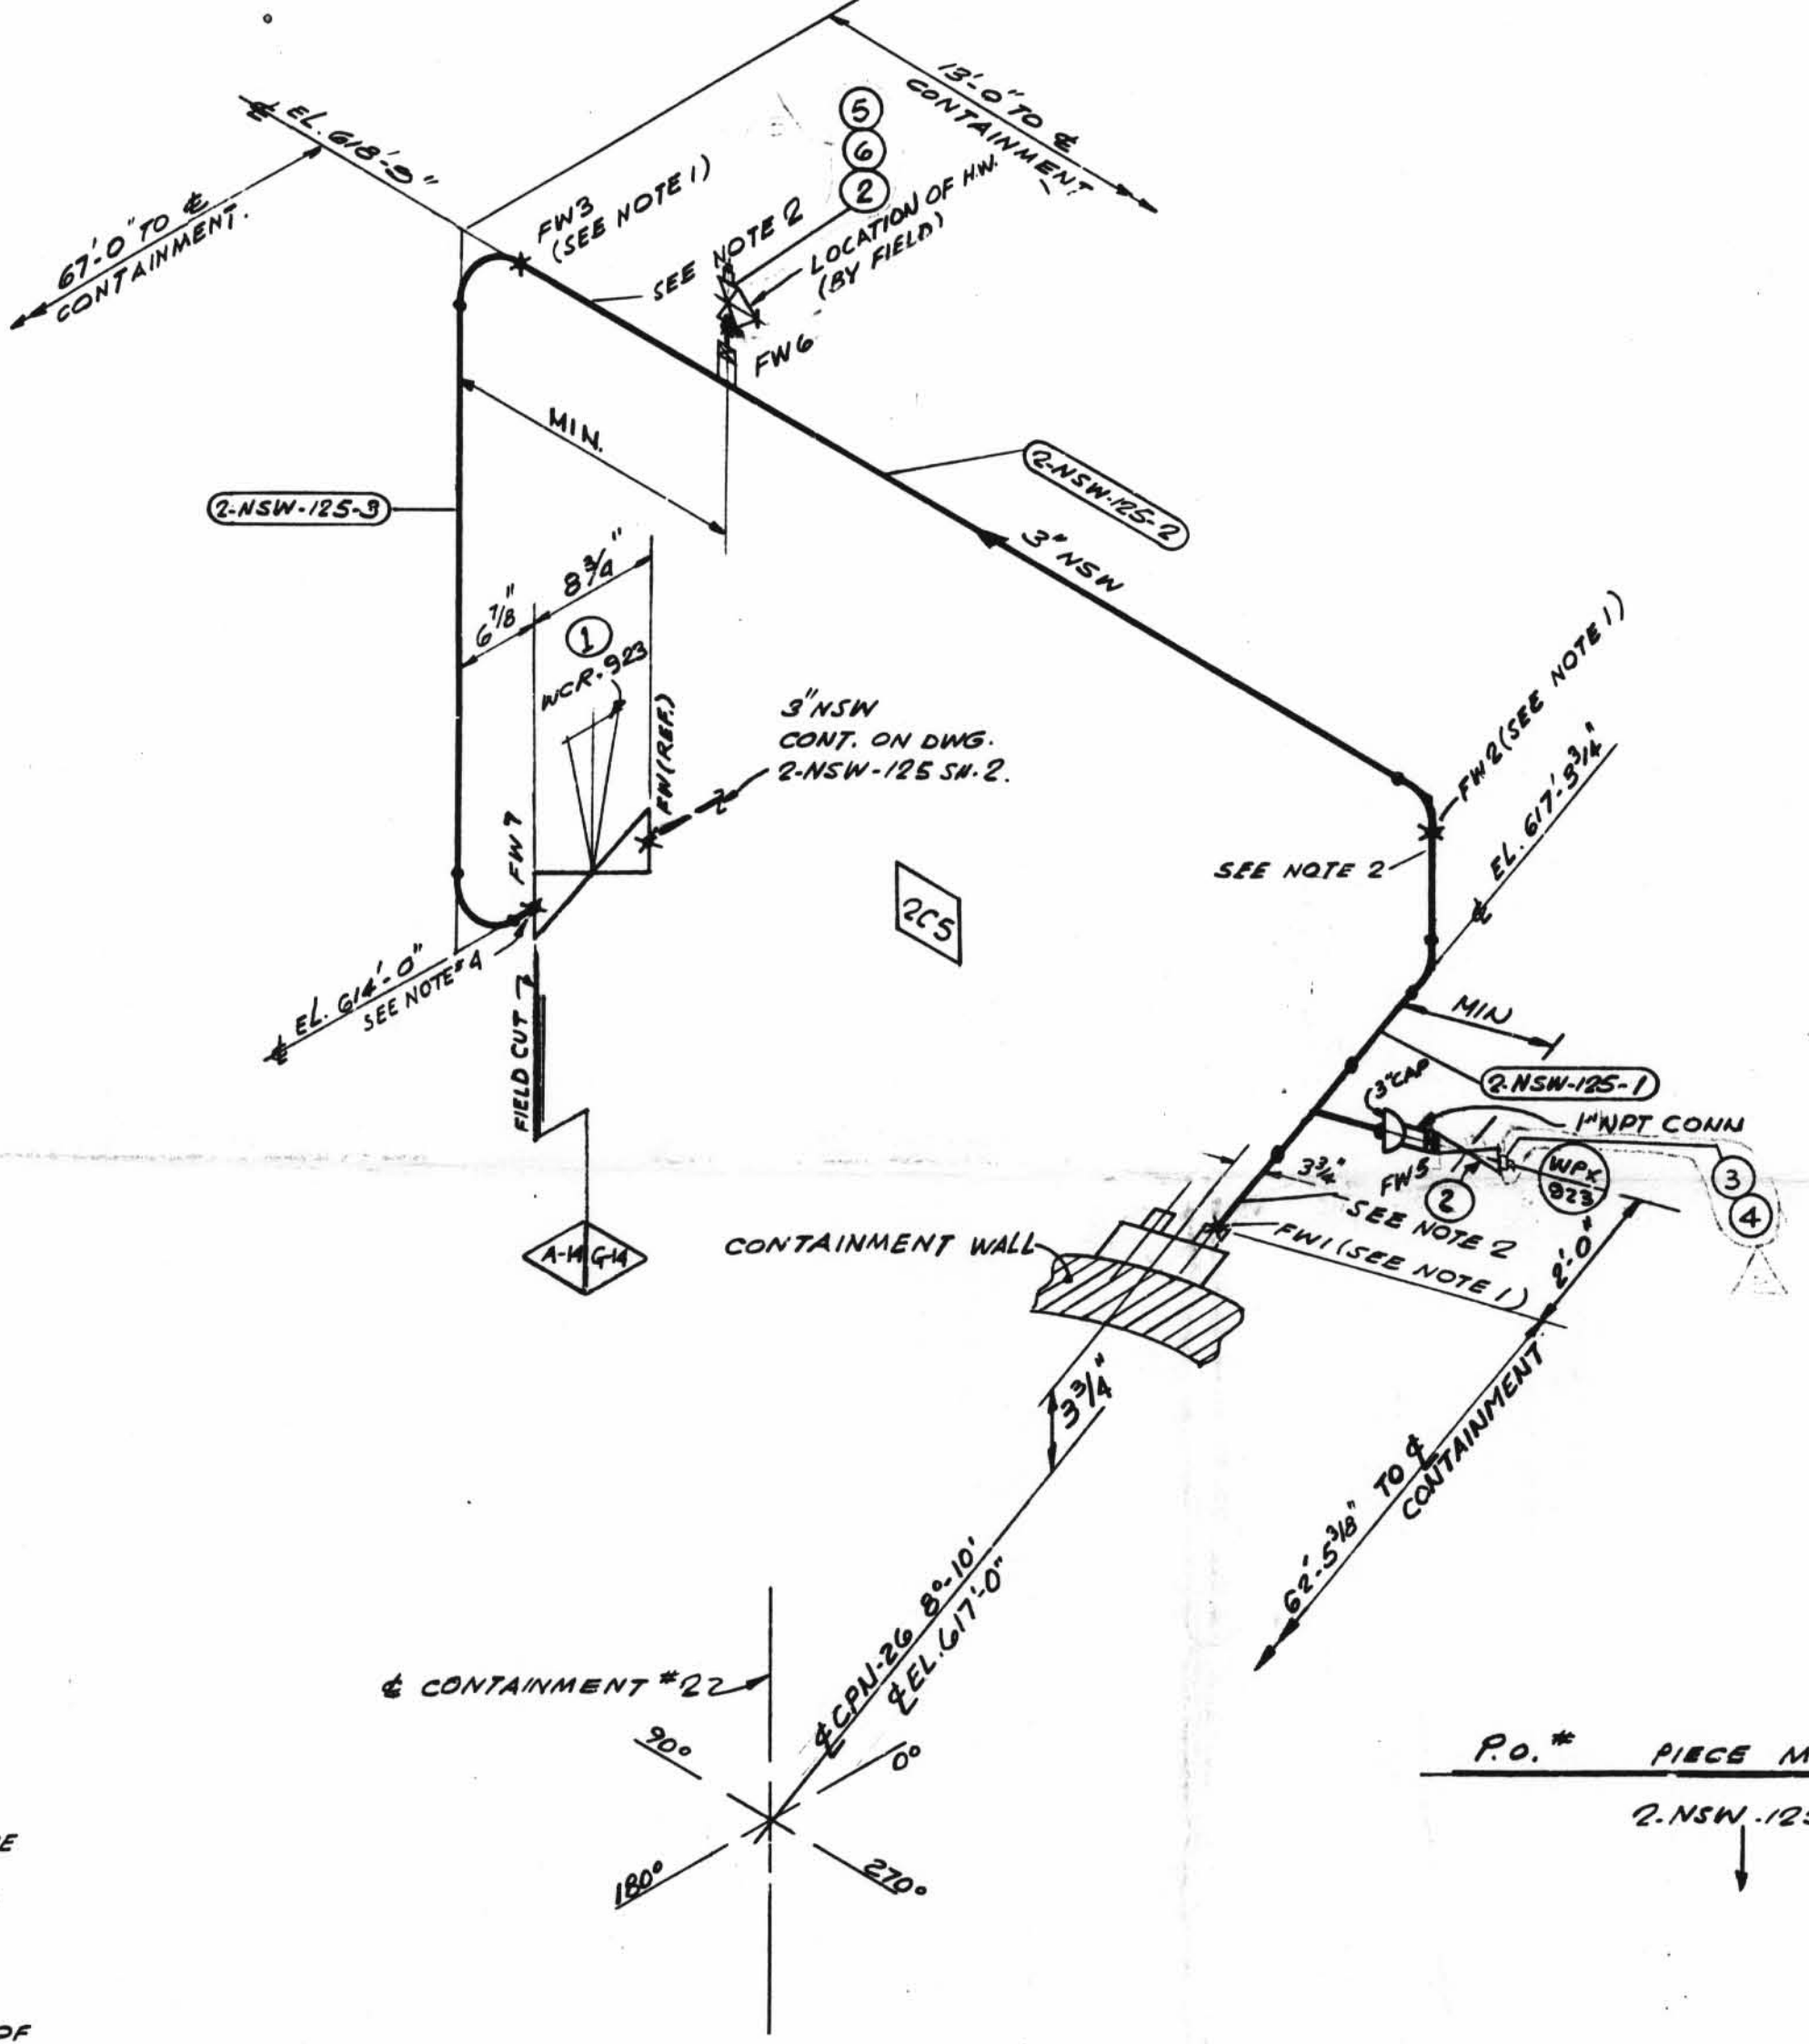 13'-0" TO ℄
CONTAINMENT
℄ EL. 618'-9"
67'-0" TO ℄
CONTAINMENT.
5
6
2
FW3
(SEE NOTE 1)
SEE NOTE 2
LOCATION OF H.W.
(BY FIELD)
FW6
MIN.
2-NSW-125-3
2-NSW-125-2
3" NSW
6 7/8"
8 3/4"
1
WCR-923
FW (REF.)
3" NSW
CONT. ON DWG.
2-NSW-125 SH. 2.
FW7
FW2 (SEE NOTE 1)
SEE NOTE 2
℄ EL. 617'-3 3/4"
2C5
℄ EL. 614'-0"
SEE NOTE #4
FIELD CUT
MIN
2-NSW-125-1
3" CAP
1" NPT CONN
FW5
2
WPX
923
3
4
3 3/4"
SEE NOTE 2
FW1 (SEE NOTE 1)
2'-0"
A-14 G-14
CONTAINMENT WALL
3 3/4"
62'-5 3/8" TO ℄
CONTAINMENT
℄ CPN-26 8°-10'
℄ EL. 617'-0"
℄ CONTAINMENT #22
90°
0°
180°
270°
P.O. # PIECE M
2-NSW-125
OF